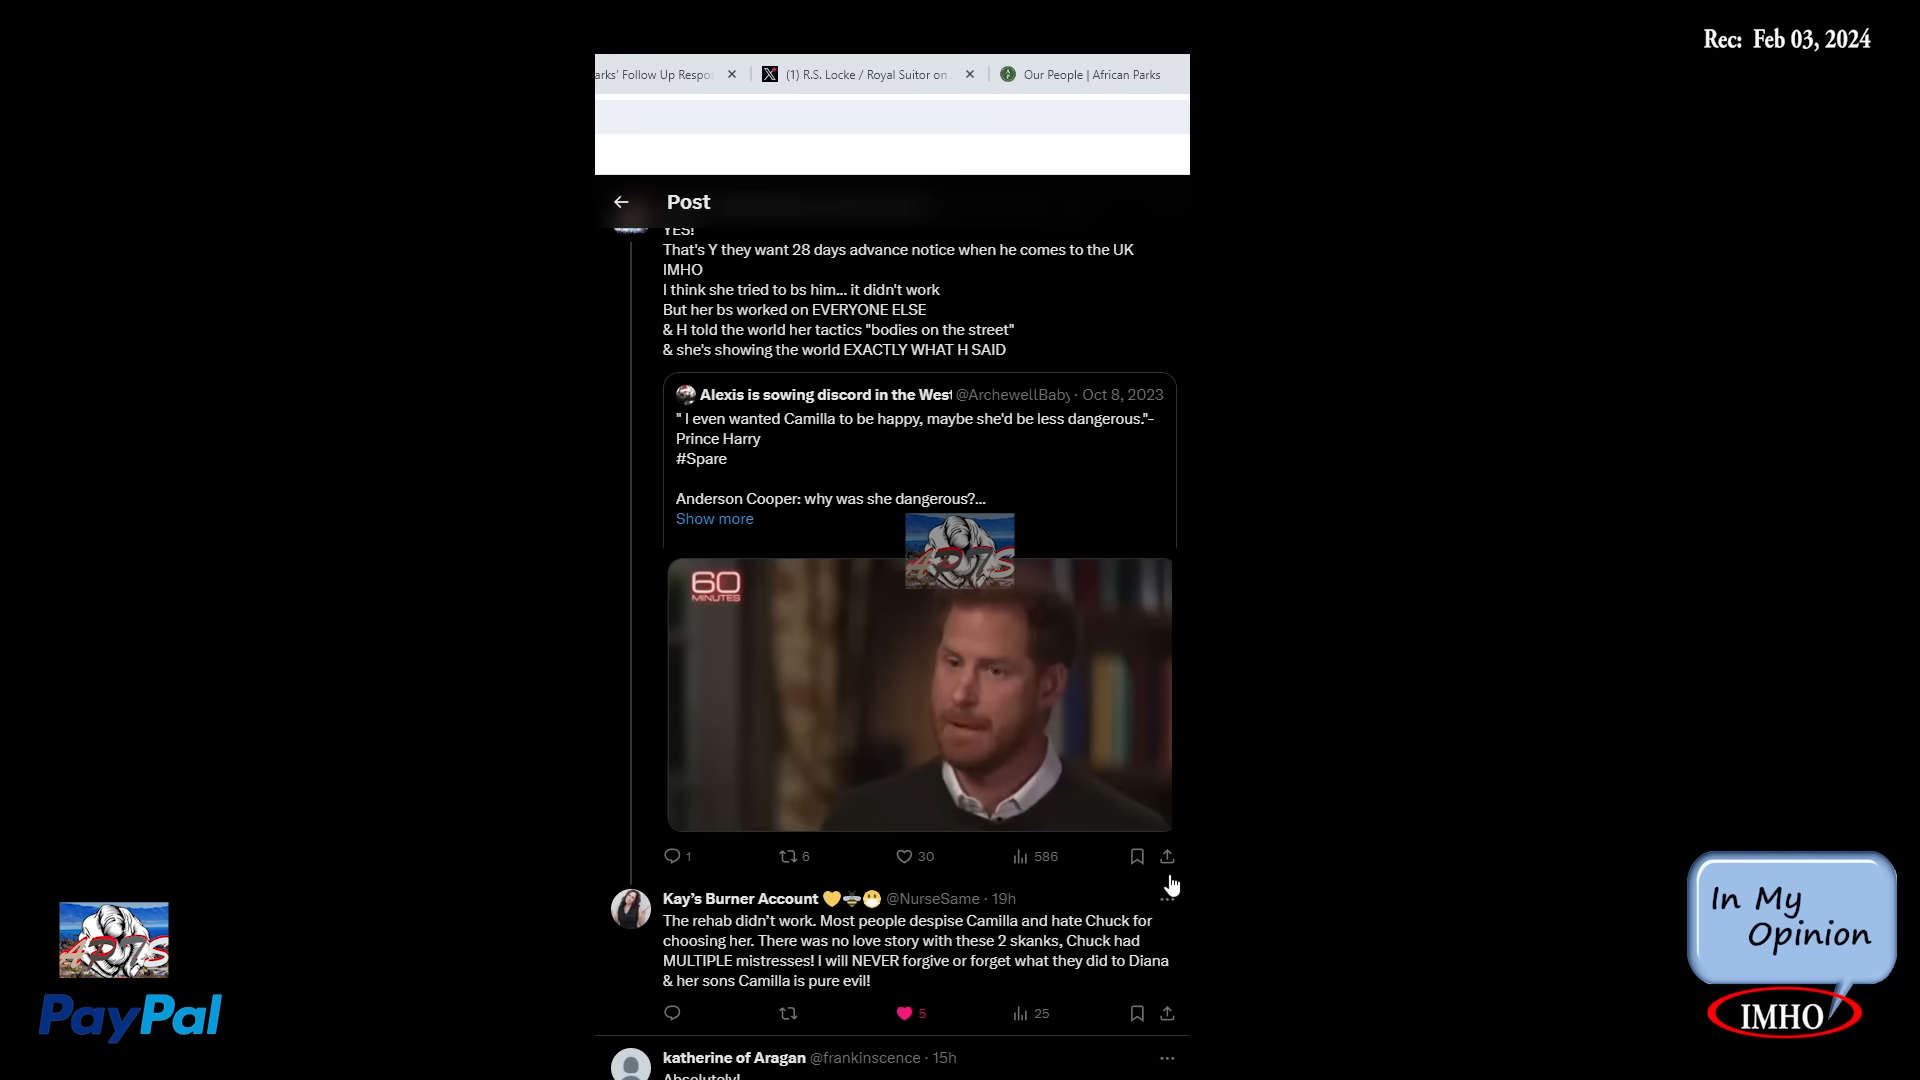 Rec: Feb 03, 2024
arks' Follow Up Respo
(1) R.S. Locke / Royal Suitor on
Our People | African Parks
Post
YES!
That's Y they want 28 days advance notice when he comes to the UK
IMHO
I think she tried to bs him... it didn't work
But her bs worked on EVERYONE ELSE
& H told the world her tactics "bodies on the street"
& she's showing the world EXACTLY WHAT H SAID
Alexis is sowing discord in the West @ArchewellBaby · Oct 8, 2023
" I even wanted Camilla to be happy, maybe she'd be less dangerous."-
Prince Harry
#Spare
Anderson Cooper: why was she dangerous?...
Show more
60
MINUTES
1 6 30 586
Kay's Burner Account @NurseSame · 19h
The rehab didn't work. Most people despise Camilla and hate Chuck for
choosing her. There was no love story with these 2 skanks, Chuck had
MULTIPLE mistresses! I will NEVER forgive or forget what they did to Diana
& her sons Camilla is pure evil!
5 25
katherine of Aragan @frankinscence · 15h
Absolutely!
PayPal
In My
Opinion
IMHO